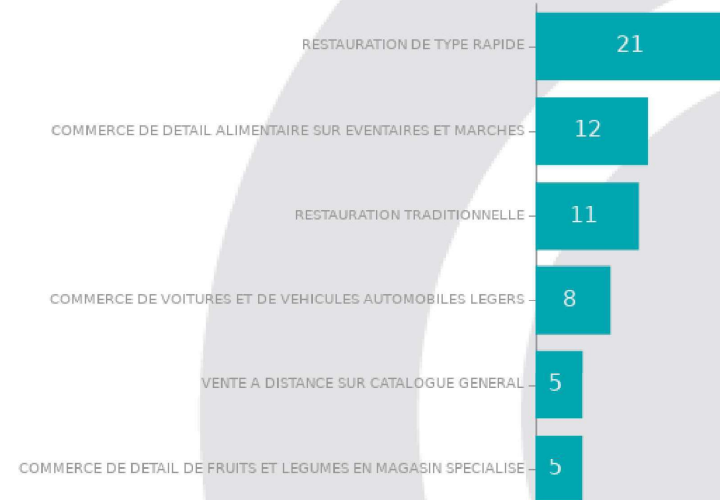 RESTAURATION DE TYPE RAPIDE 21
COMMERCE DE DETAIL ALIMENTAIRE SUR EVENTAIRES ET MARCHES 12
RESTAURATION TRADITIONNELLE 11
COMMERCE DE VOITURES ET DE VEHICULES AUTOMOBILES LEGERS 8
VENTE A DISTANCE SUR CATALOGUE GENERAL 5
COMMERCE DE DETAIL DE FRUITS ET LEGUMES EN MAGASIN SPECIALISE 5